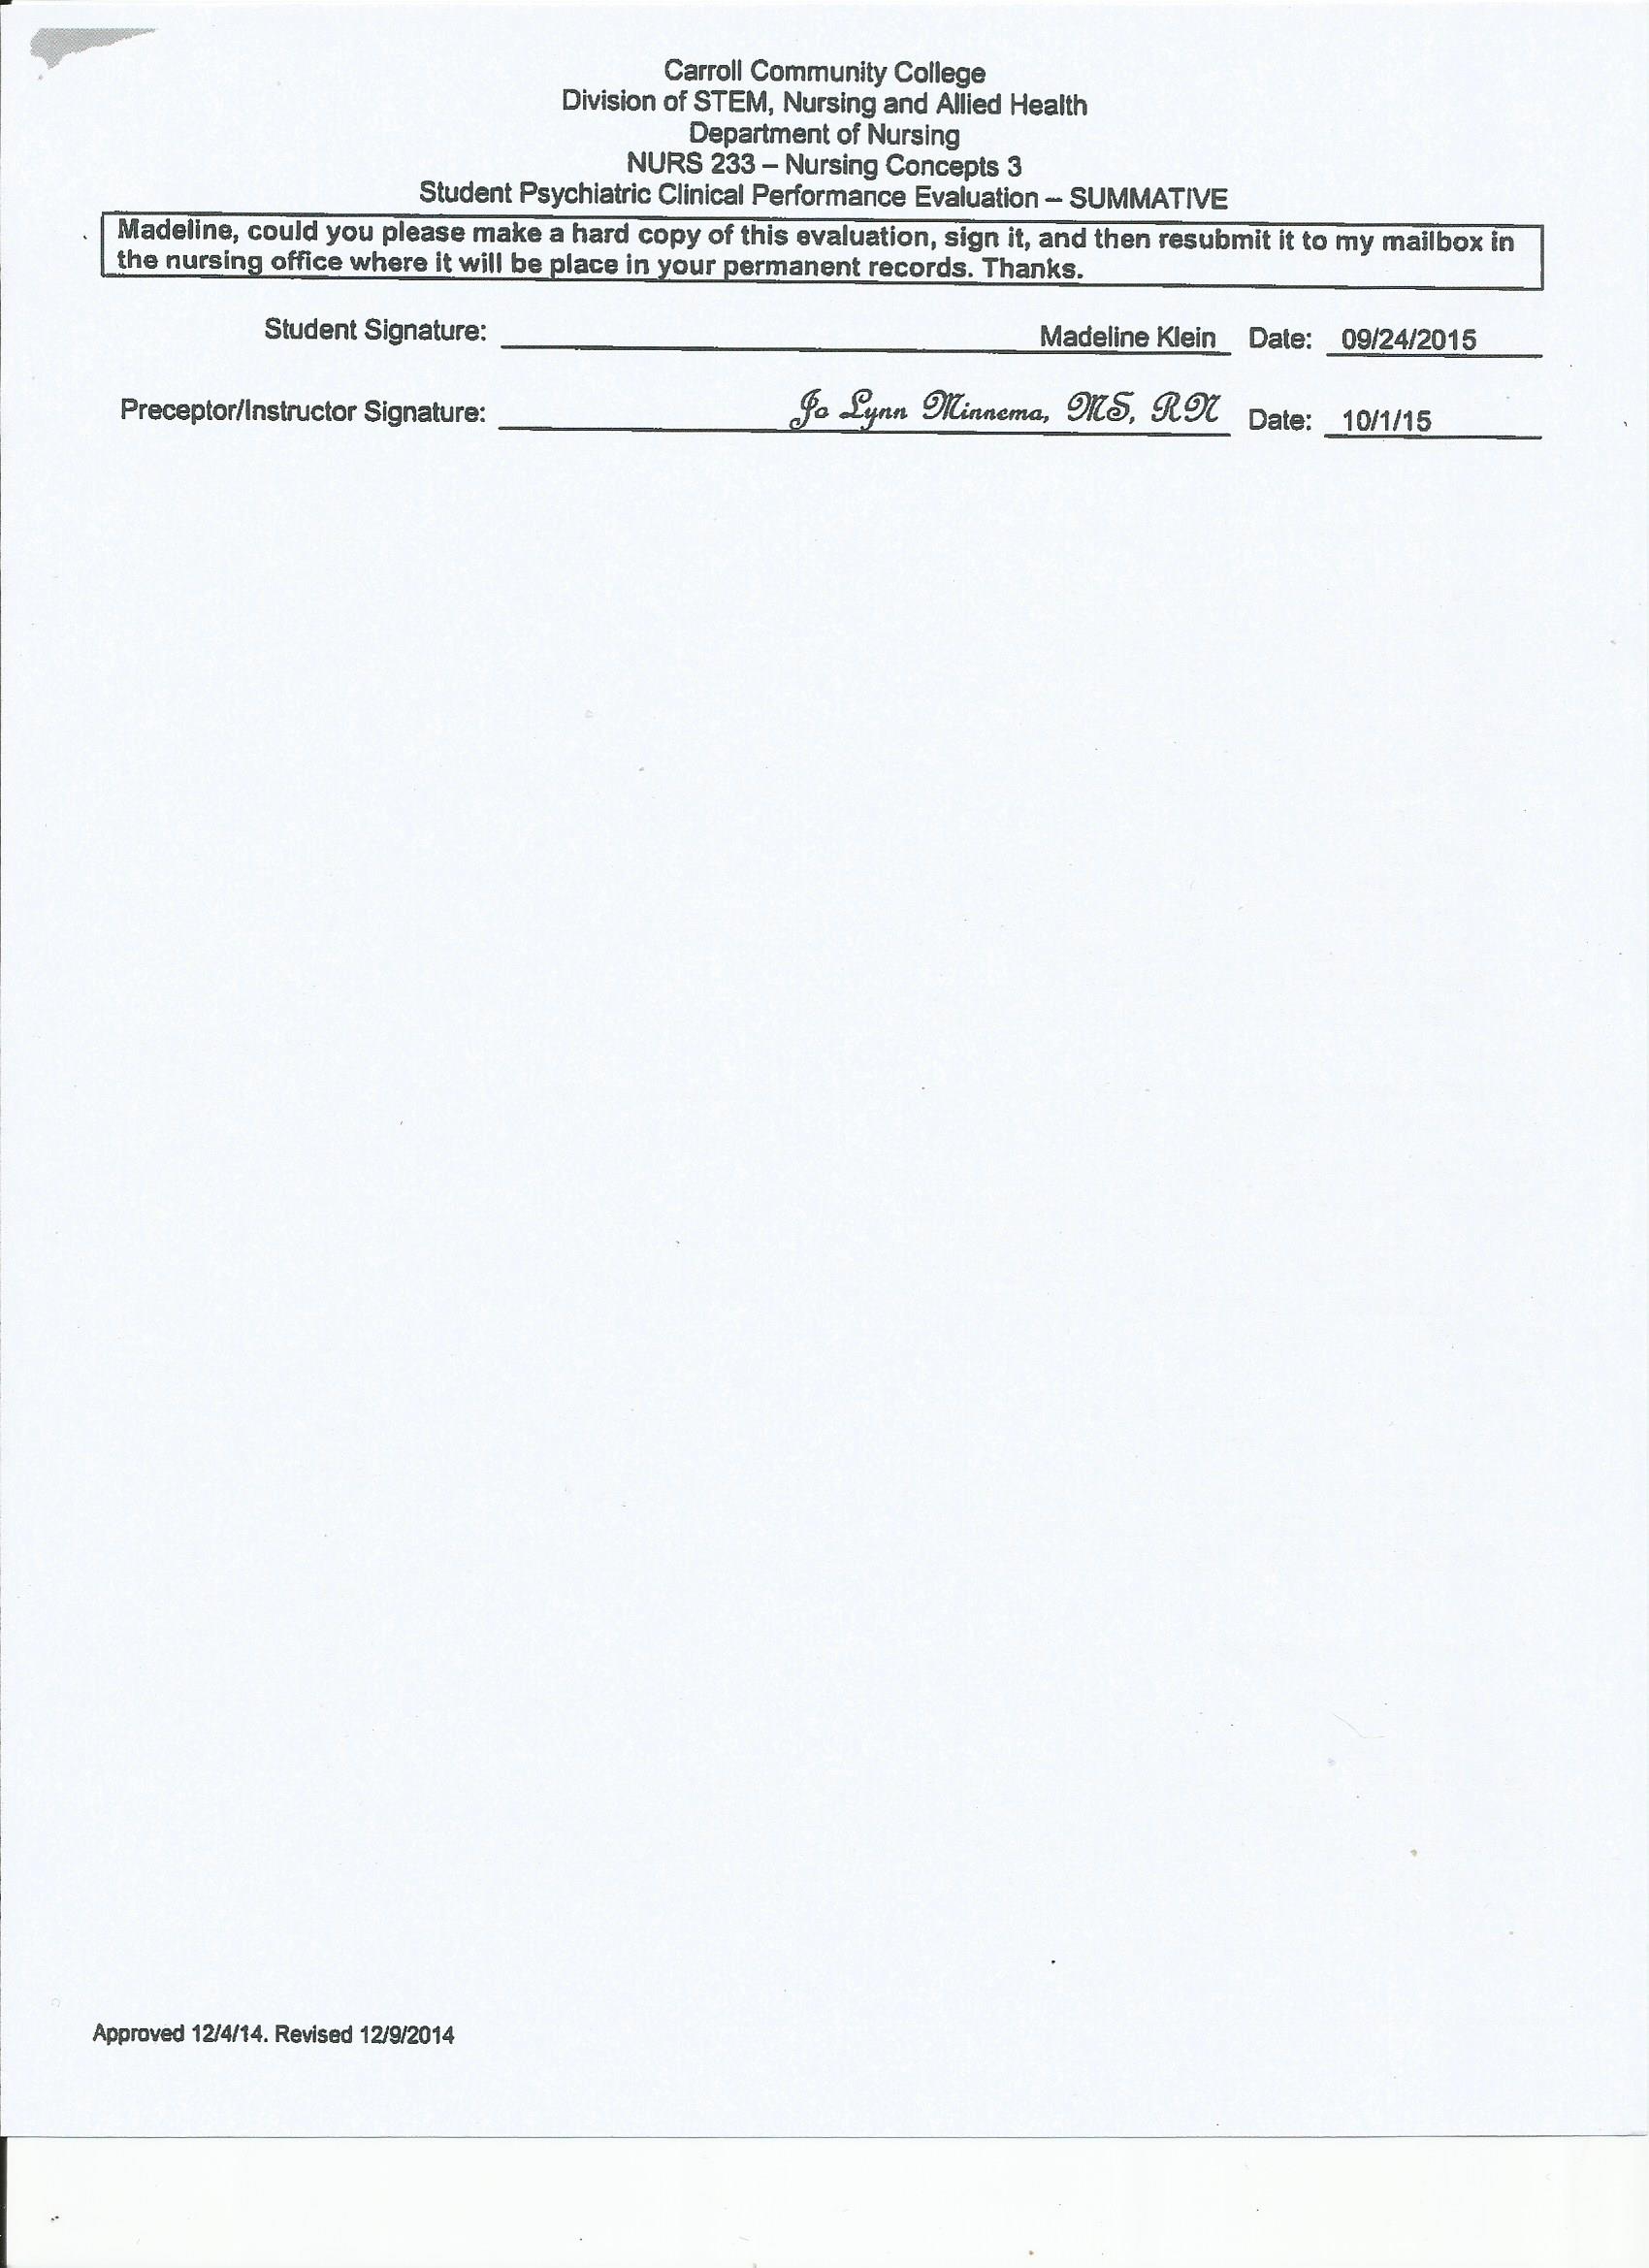 Carroll Community College
Division of STEM, Nursing and Allied Health
Department of Nursing
NURS 233 – Nursing Concepts 3
Student Psychiatric Clinical Performance Evaluation – SUMMATIVE
Madeline, could you please make a hard copy of this evaluation, sign it, and then resubmit it to my mailbox in
the nursing office where it will be place in your permanent records. Thanks.
Student Signature: Madeline Klein Date: 09/24/2015
Preceptor/Instructor Signature: Jo Lynn Minnema, MS, RN Date: 10/1/15
Approved 12/4/14. Revised 12/9/2014